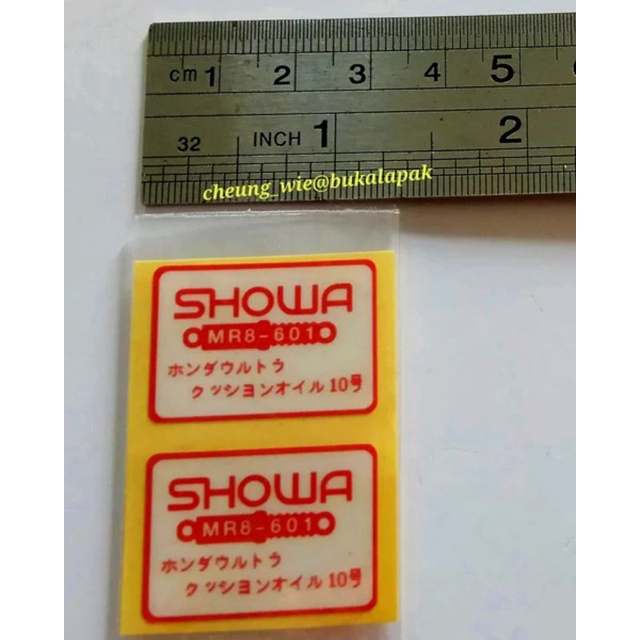 cm 1 2 3 4 5
32 INCH 1 2
cheung_wie@bukalapak
SHOWA
MR8-601
ホンダウルトラ
クッションオイル10号
SHOWA
MR8-601
ホンダウルトラ
クッションオイル10号